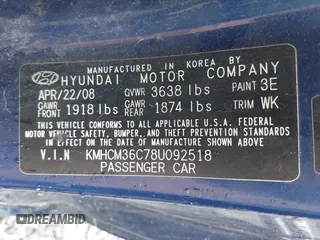 MANUFACTURED IN KOREA BY
HYUNDAI MOTOR COMPANY
APR/22/08 GVWR 3638 lbs PAINT 3E
GAWR FRONT 1918 lbs GAWR REAR 1874 lbs TRIM WK
THIS VEHICLE CONFORMS TO ALL APPLICABLE U.S. FEDERAL
MOTOR VEHICLE SAFETY, BUMPER, AND THEFT PREVENTION
STANDARDS IN EFFECT ON THE DATE OF MANUFACTURE
SHOWN ABOVE.
V.I.N KMHCM36C78U092518
PASSENGER CAR
DREAMBID